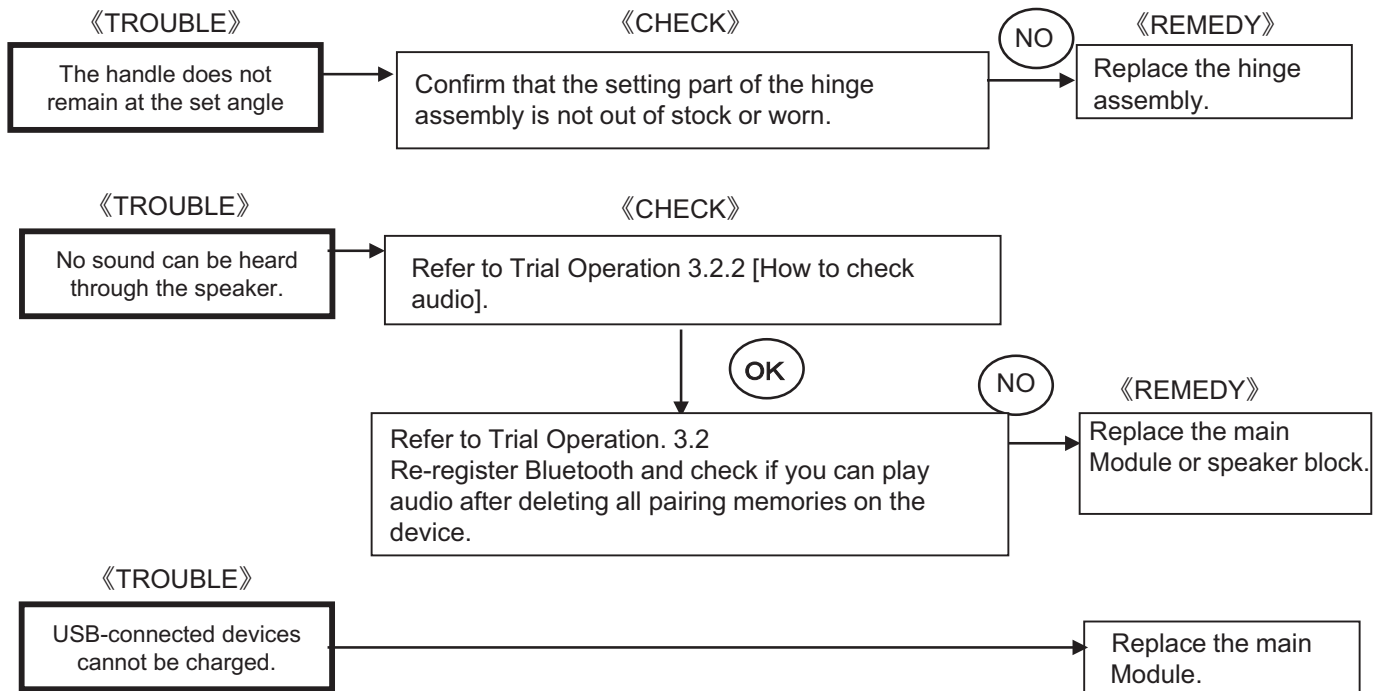 《TROUBLE》
《CHECK》
NO
《REMEDY》
The handle does not
remain at the set angle
Confirm that the setting part of the hinge
assembly is not out of stock or worn.
Replace the hinge
assembly.
《TROUBLE》
《CHECK》
No sound can be heard
through the speaker.
Refer to Trial Operation 3.2.2 [How to check
audio].
OK
NO
《REMEDY》
Refer to Trial Operation. 3.2
Re-register Bluetooth and check if you can play
audio after deleting all pairing memories on the
device.
Replace the main
Module or speaker block.
《TROUBLE》
USB-connected devices
cannot be charged.
Replace the main
Module.